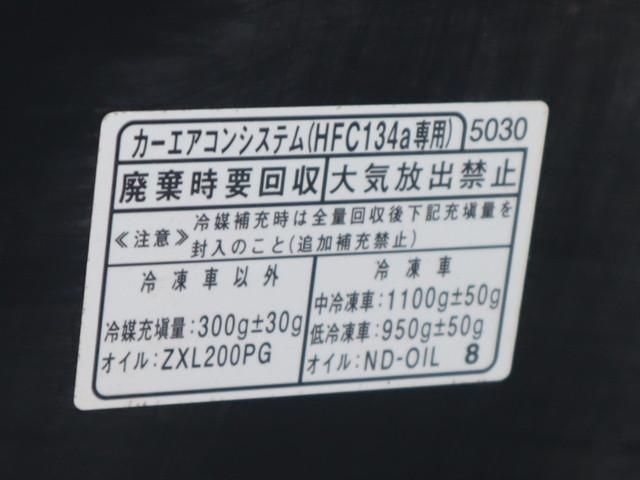 カーエアコンシステム(HFC134a専用) 5030
廃棄時要回収 大気放出禁止
≪注意≫ 冷媒補充時は全量回収後下記充塡量を
封入のこと(追加補充禁止)
冷凍車以外
冷媒充塡量:300g±30g
オイル:ZXL200PG
冷凍車
中冷凍車:1100g±50g
低冷凍車:950g±50g
オイル:ND-OIL 8